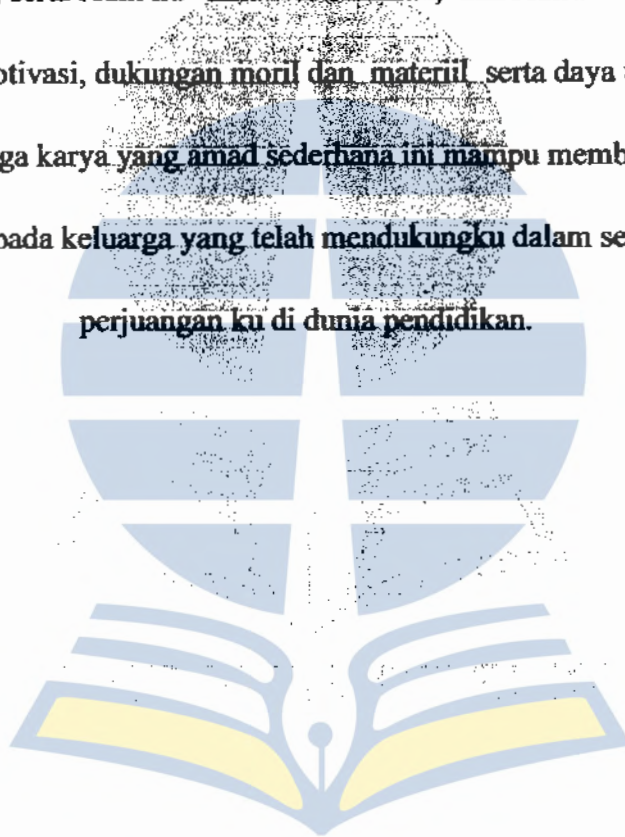 otivasi, dukungan moril dan materiil serta daya
ga karya yang amad sederhana ini mampu memb
pada keluarga yang telah mendukungku dalam se
perjuangan ku di dunia pendidikan.